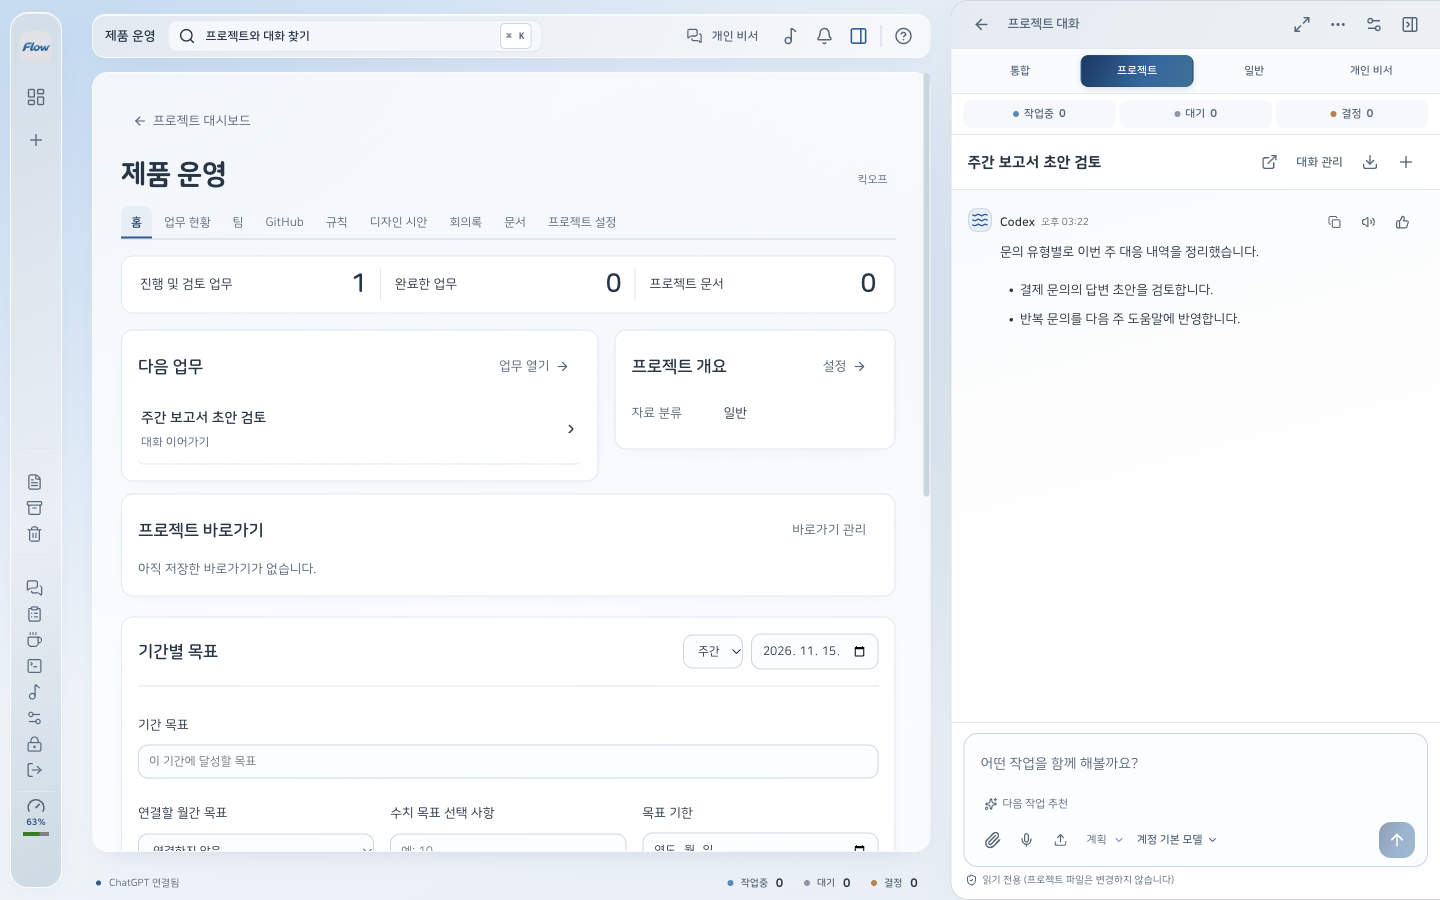 Flow
63%
제품 운영
프로젝트와 대화 찾기
⌘ K
개인 비서
프로젝트 대시보드
제품 운영
킥오프
홈
업무 현황
팀
GitHub
규칙
디자인 시안
회의록
문서
프로젝트 설정
진행 및 검토 업무 1
완료한 업무 0
프로젝트 문서 0
다음 업무
업무 열기
주간 보고서 초안 검토
대화 이어가기
프로젝트 개요
설정
자료 분류 일반
프로젝트 바로가기
바로가기 관리
아직 저장한 바로가기가 없습니다.
기간별 목표
주간
2026. 11. 15.
기간 목표
이 기간에 달성할 목표
연결할 월간 목표
수치 목표 선택 사항
목표 기한
연결하지 않음
예: 10
연도. 월. 일.
ChatGPT 연결됨
작업중 0
대기 0
결정 0
프로젝트 대화
통합
프로젝트
일반
개인 비서
작업중 0
대기 0
결정 0
주간 보고서 초안 검토
대화 관리
Codex 오후 03:22
문의 유형별로 이번 주 대응 내역을 정리했습니다.
• 결제 문의의 답변 초안을 검토합니다.
• 반복 문의를 다음 주 도움말에 반영합니다.
어떤 작업을 함께 해볼까요?
다음 작업 추천
계획
계정 기본 모델
읽기 전용 (프로젝트 파일은 변경하지 않습니다)